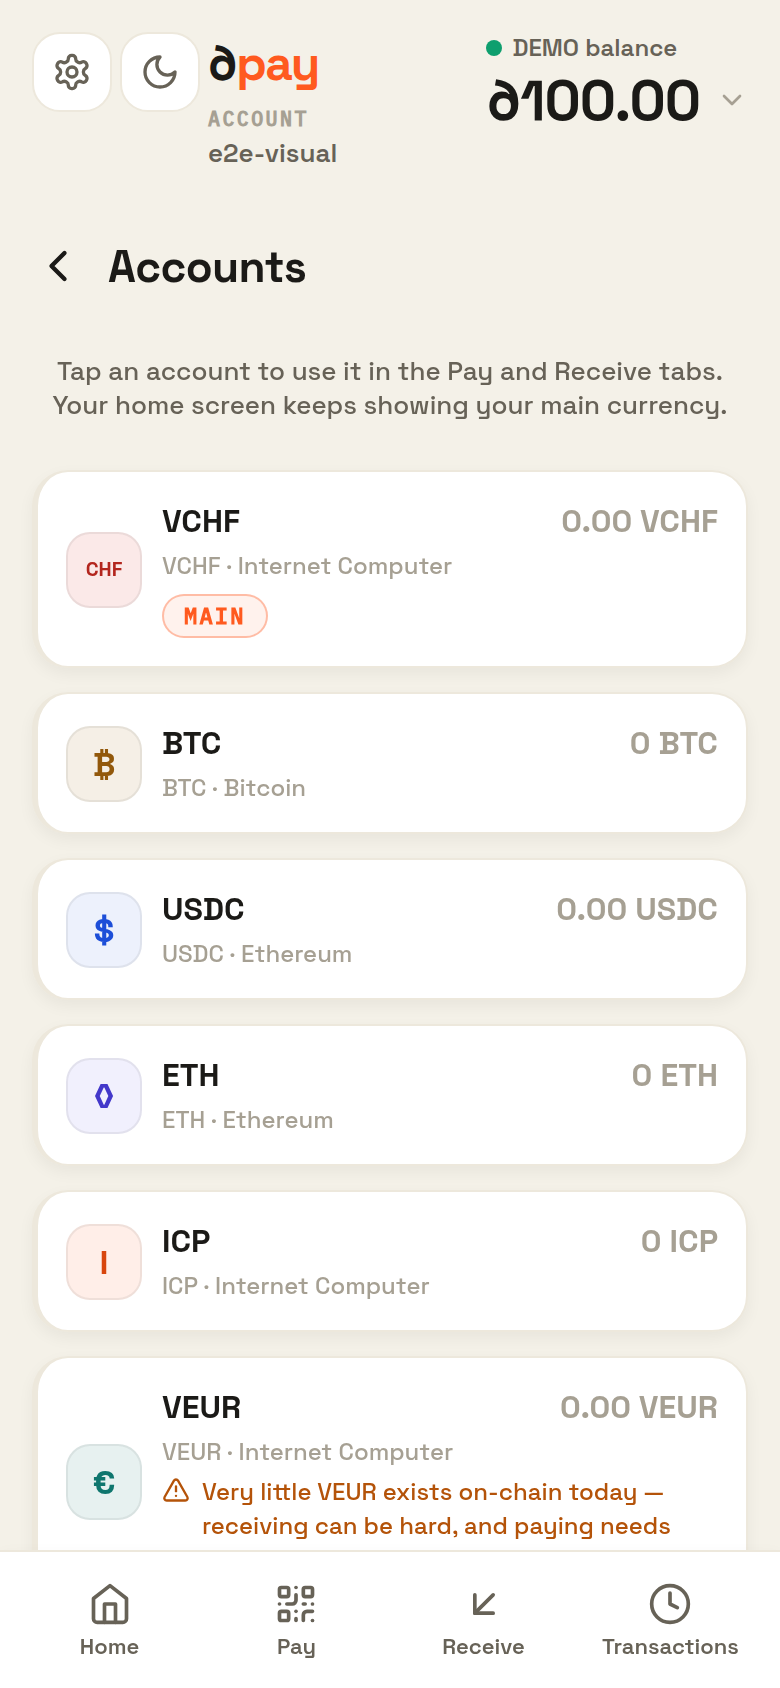 ∂pay
ACCOUNT
e2e-visual
DEMO balance
∂100.00
Accounts
Tap an account to use it in the Pay and Receive tabs.
Your home screen keeps showing your main currency.
CHF
VCHF
0.00 VCHF
VCHF · Internet Computer
MAIN
₿
BTC
0 BTC
BTC · Bitcoin
$
USDC
0.00 USDC
USDC · Ethereum
◊
ETH
0 ETH
ETH · Ethereum
I
ICP
0 ICP
ICP · Internet Computer
€
VEUR
0.00 VEUR
VEUR · Internet Computer
Very little VEUR exists on-chain today —
receiving can be hard, and paying needs
Home
Pay
Receive
Transactions